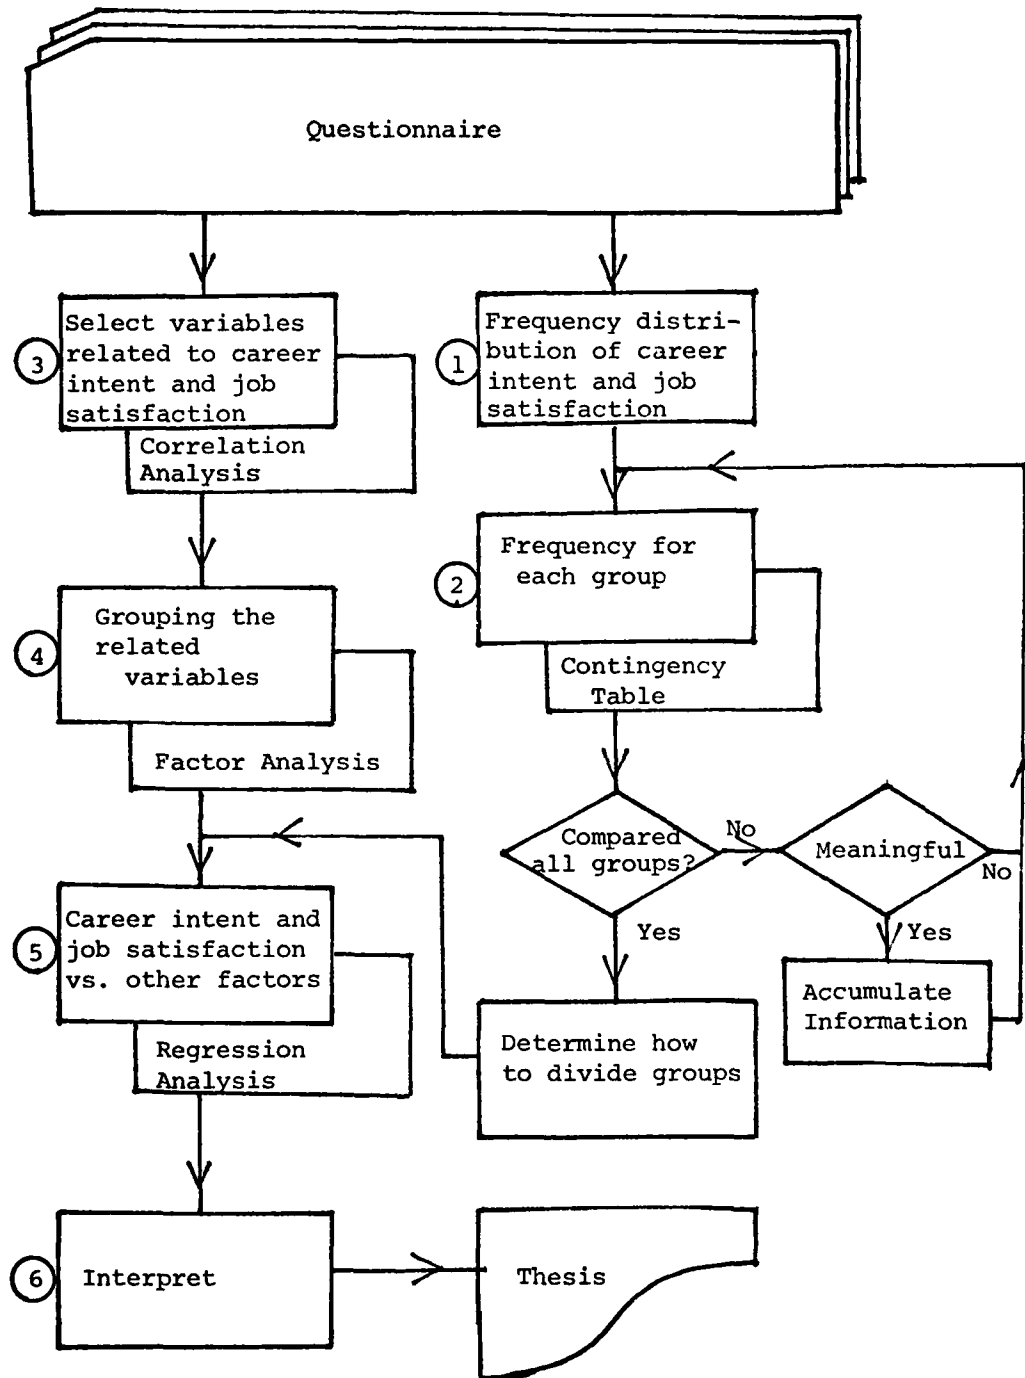 Questionnaire
3
Select variables
related to career
intent and job
satisfaction
Correlation
Analysis
1
Frequency distri-
bution of career
intent and job
satisfaction
2
Frequency for
each group
Contingency
Table
4
Grouping the
related
variables
Factor Analysis
Compared
all groups?
No
Meaningful
No
Yes
Yes
5
Career intent and
job satisfaction
vs. other factors
Regression
Analysis
Determine how
to divide groups
Accumulate
Information
6
Interpret
Thesis